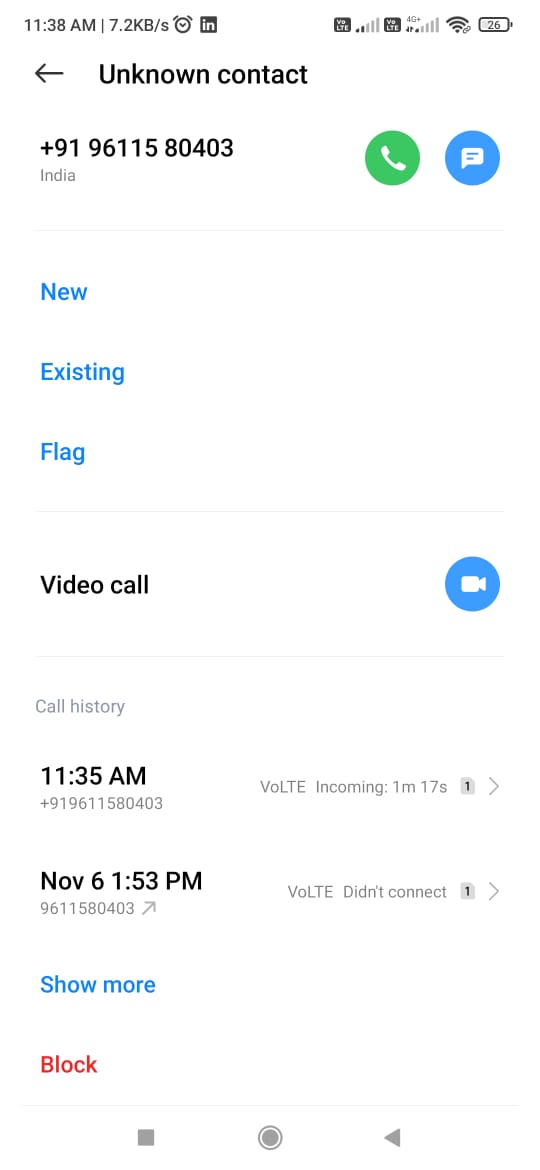 11:38 AM | 7.2KB/s in Vo LTE Vo LTE 4G+ 26
Unknown contact
+91 96115 80403
India
New
Existing
Flag
Video call
Call history
11:35 AM
VoLTE Incoming: 1m 17s 1
+919611580403
Nov 6 1:53 PM
VoLTE Didn't connect 1
9611580403
Show more
Block